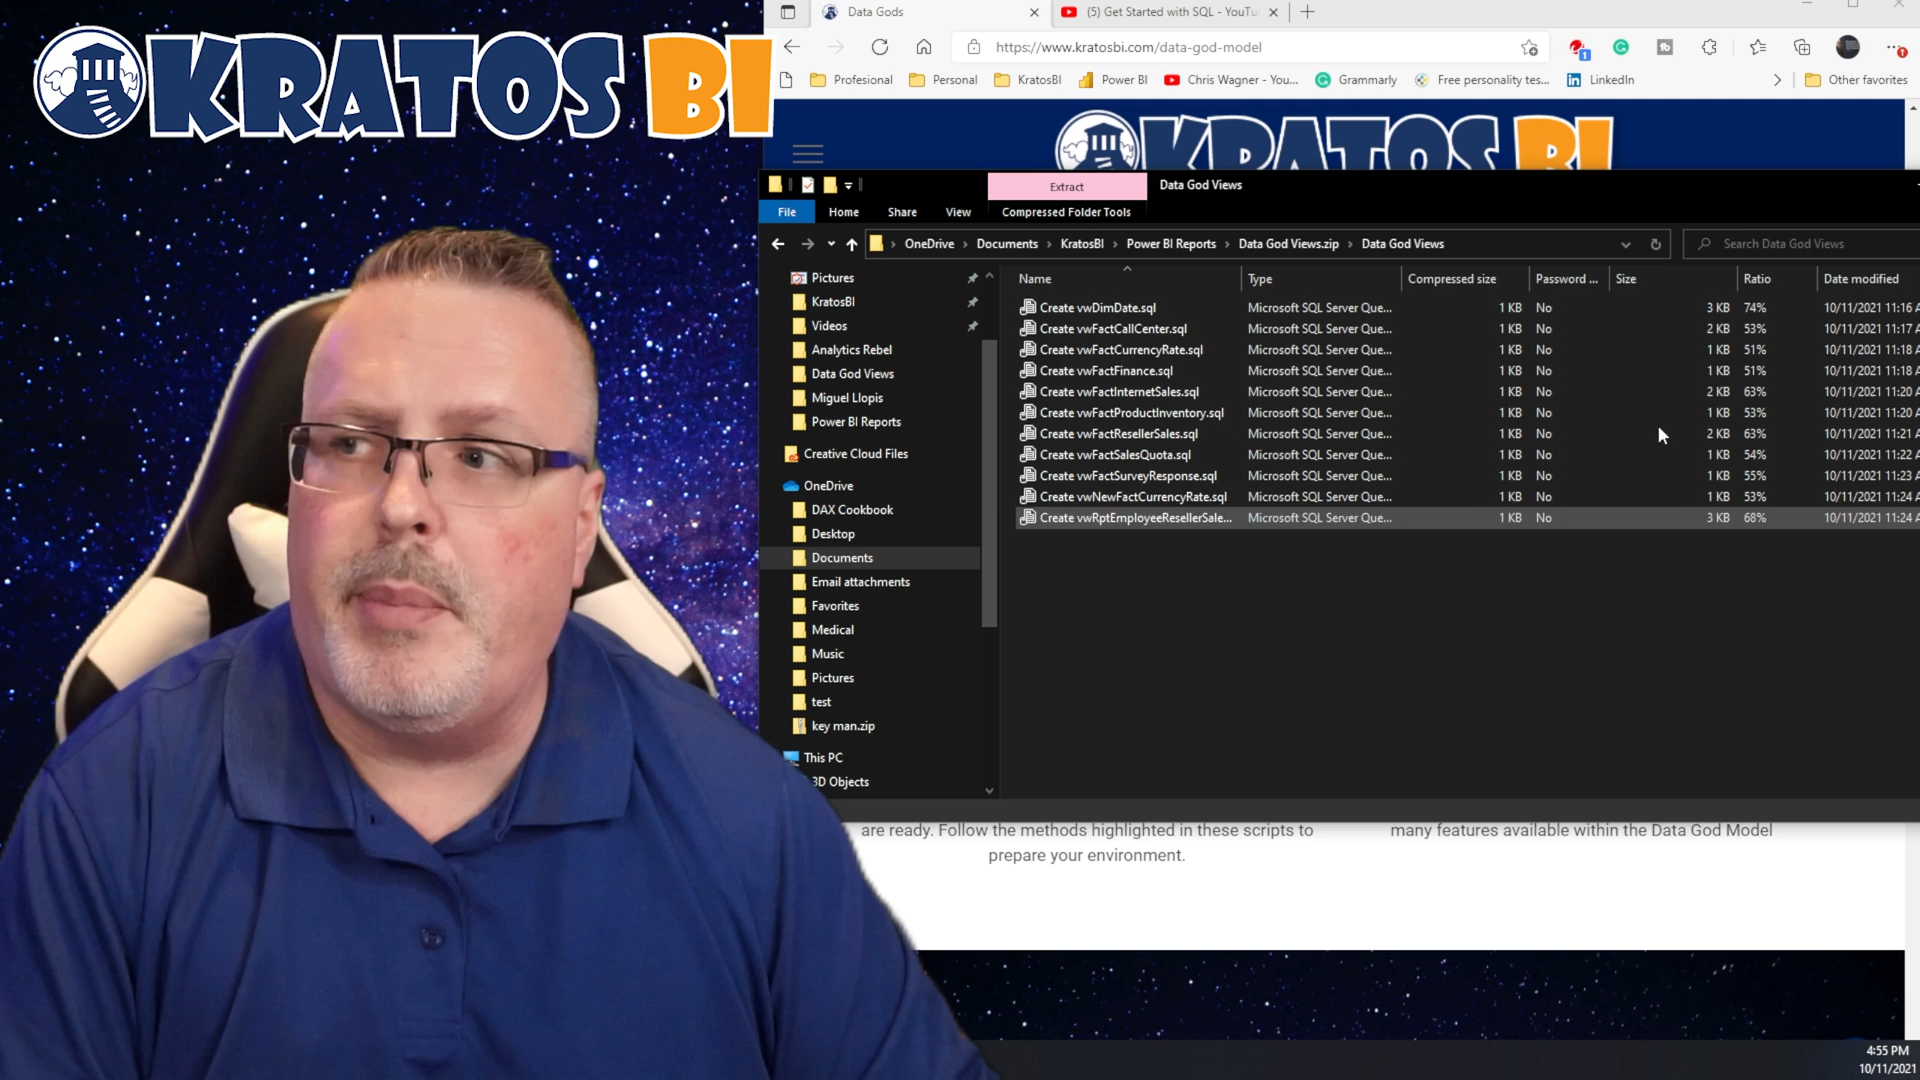 KRATOS BI
Data Gods
(5) Get Started with SQL - YouTu
https://www.kratosbi.com/data-god-model
1
Profesional
Personal
KratosBI
Power BI
Chris Wagner - You...
Grammarly
Free personality tes...
LinkedIn
Other favorites
KRATOS BI
Extract
Data God Views
File
Home
Share
View
Compressed Folder Tools
OneDrive › Documents › KratosBI › Power BI Reports › Data God Views.zip › Data God Views
Search Data God Views
Pictures
KratosBI
Videos
Analytics Rebel
Data God Views
Miguel Llopis
Power BI Reports
Creative Cloud Files
OneDrive
DAX Cookbook
Desktop
Documents
Email attachments
Favorites
Medical
Music
Pictures
test
key man.zip
This PC
3D Objects
Name Type Compressed size Password ... Size Ratio Date modified
Create vwDimDate.sql Microsoft SQL Server Que... 1 KB No 3 KB 74% 10/11/2021 11:16 A
Create vwFactCallCenter.sql Microsoft SQL Server Que... 1 KB No 2 KB 53% 10/11/2021 11:17 A
Create vwFactCurrencyRate.sql Microsoft SQL Server Que... 1 KB No 1 KB 51% 10/11/2021 11:18 A
Create vwFactFinance.sql Microsoft SQL Server Que... 1 KB No 1 KB 51% 10/11/2021 11:18 A
Create vwFactInternetSales.sql Microsoft SQL Server Que... 1 KB No 2 KB 63% 10/11/2021 11:20 A
Create vwFactProductInventory.sql Microsoft SQL Server Que... 1 KB No 1 KB 53% 10/11/2021 11:20 A
Create vwFactResellerSales.sql Microsoft SQL Server Que... 1 KB No 2 KB 63% 10/11/2021 11:21 A
Create vwFactSalesQuota.sql Microsoft SQL Server Que... 1 KB No 1 KB 54% 10/11/2021 11:22 A
Create vwFactSurveyResponse.sql Microsoft SQL Server Que... 1 KB No 1 KB 55% 10/11/2021 11:23 A
Create vwNewFactCurrencyRate.sql Microsoft SQL Server Que... 1 KB No 1 KB 53% 10/11/2021 11:24 A
Create vwRptEmployeeResellerSale... Microsoft SQL Server Que... 1 KB No 3 KB 68% 10/11/2021 11:24 A
are ready. Follow the methods highlighted in these scripts to
prepare your environment.
many features available within the Data God Model
4:55 PM
10/11/2021